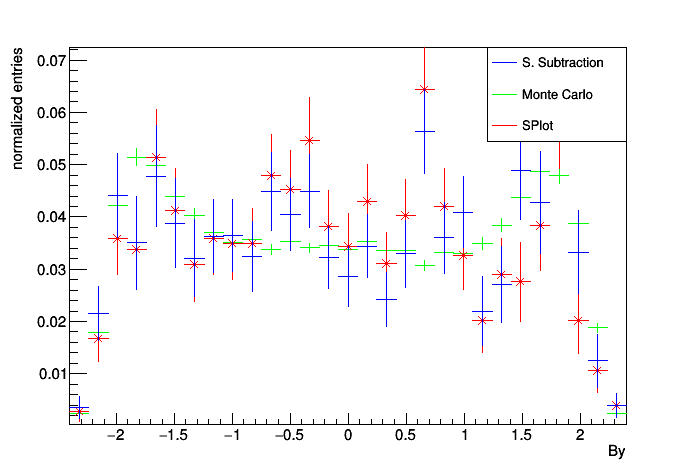 normalized entries
0.07
0.06
0.05
0.04
0.03
0.02
0.01
S. Subtraction
Monte Carlo
SPlot
−2 −1.5 −1 −0.5 0 0.5 1 1.5 2
By